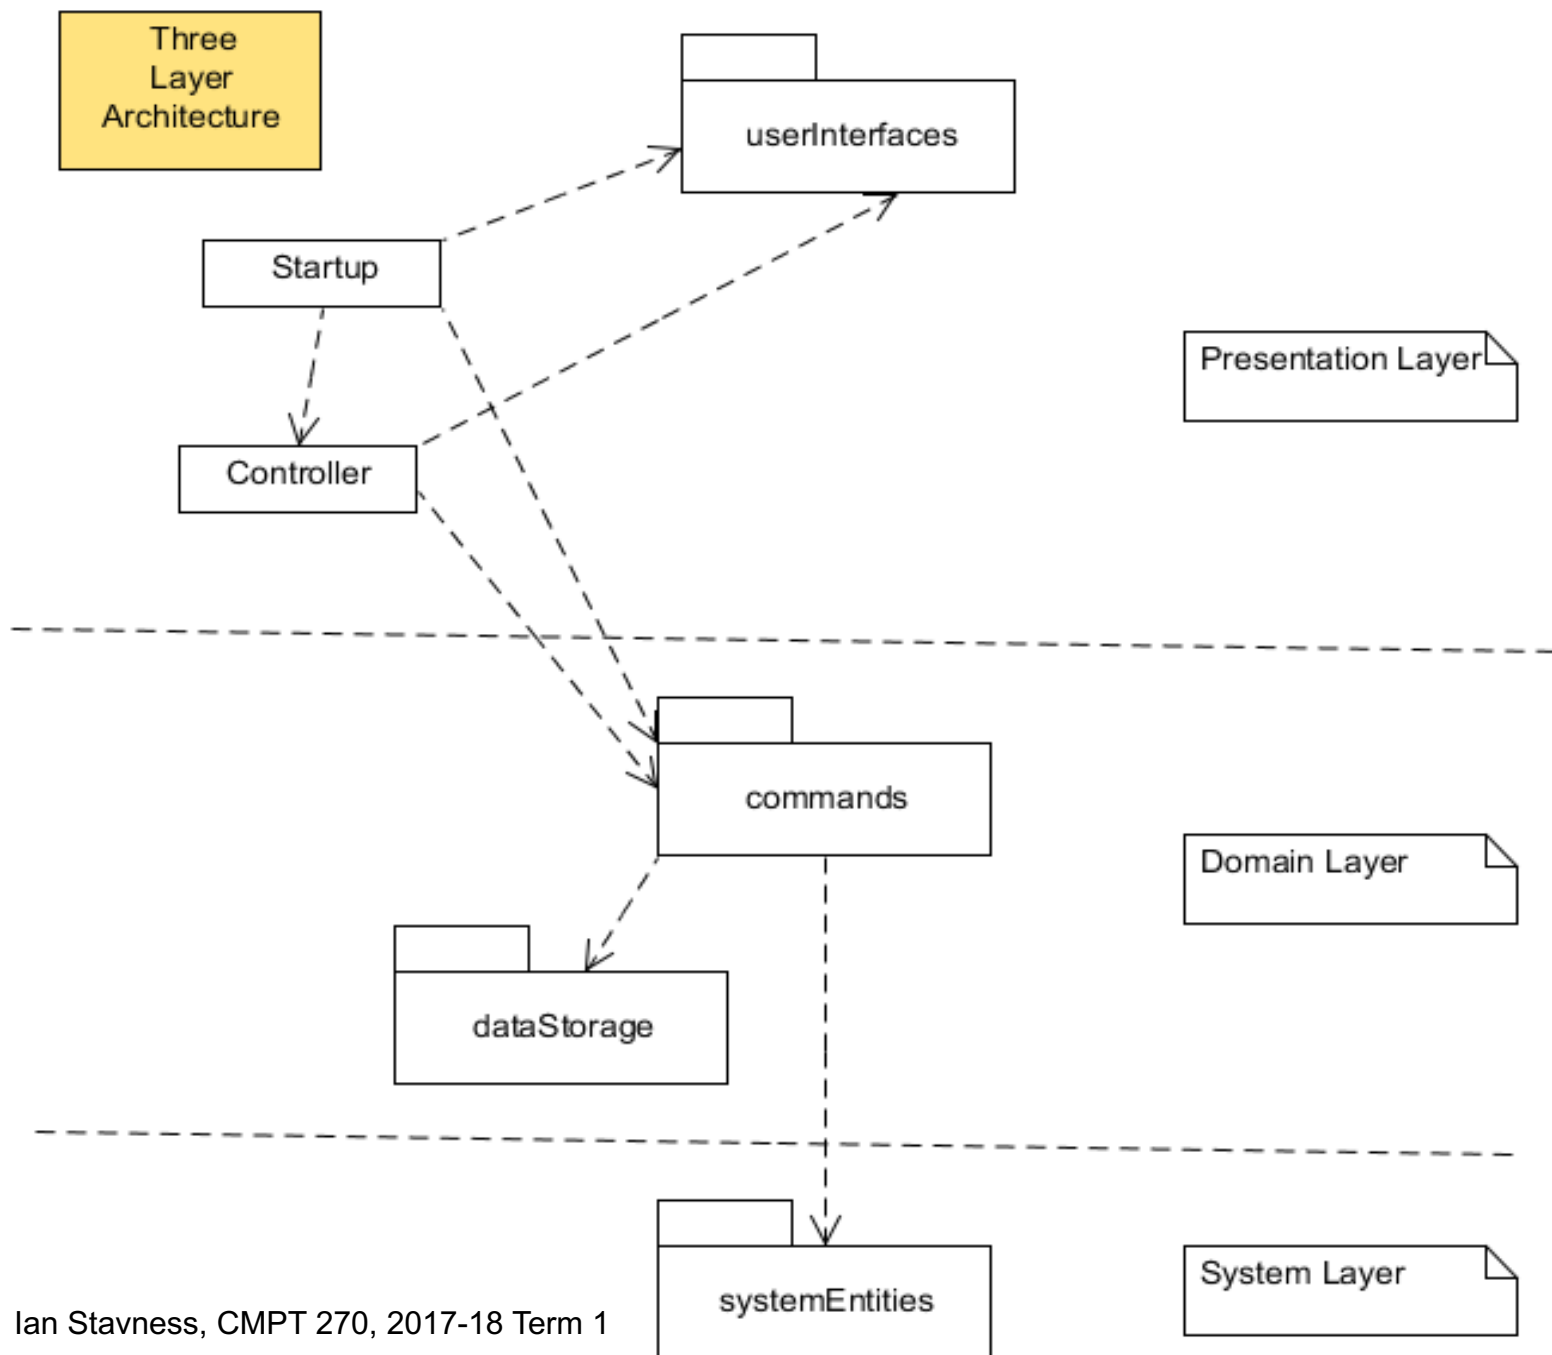 Three
Layer
Architecture
userInterfaces
Startup
Presentation Layer
Controller
commands
Domain Layer
dataStorage
systemEntities
System Layer
Ian Stavness, CMPT 270, 2017-18 Term 1